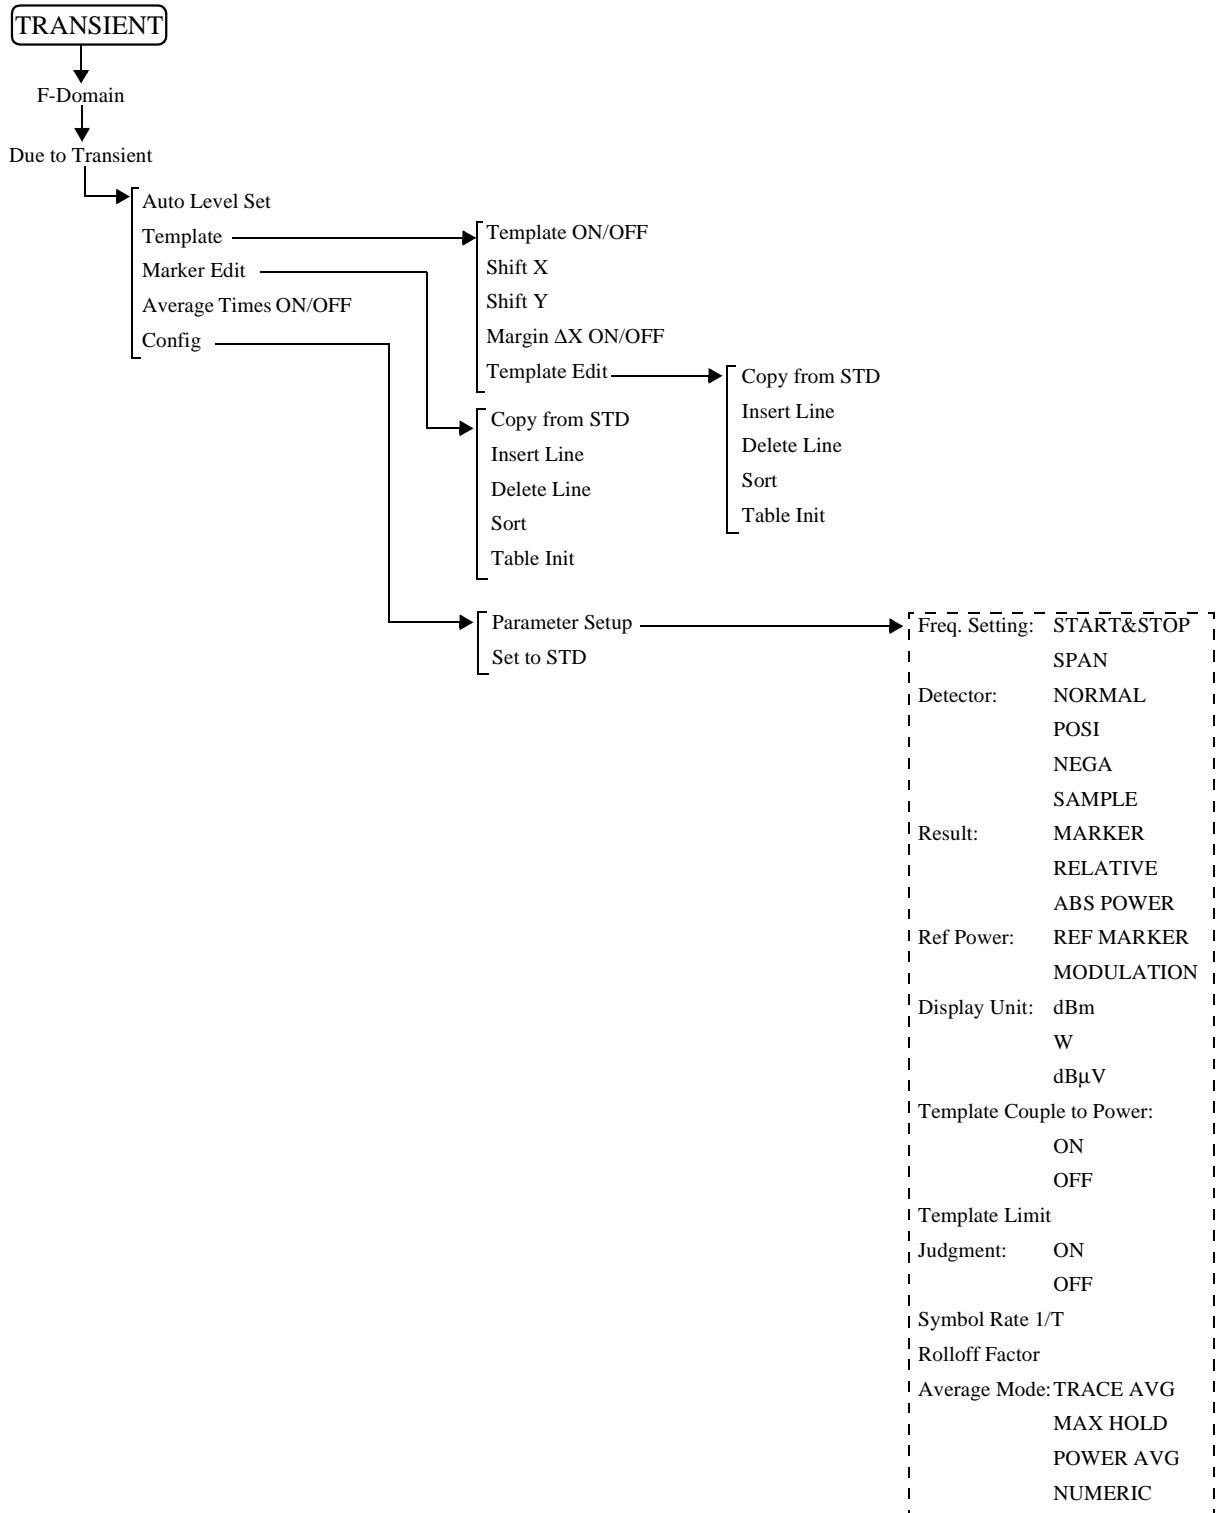 TRANSIENT
F-Domain
Due to Transient
Auto Level Set
Template
Marker Edit
Average Times ON/OFF
Config
Template ON/OFF
Shift X
Shift Y
Margin ΔX ON/OFF
Template Edit
Copy from STD
Insert Line
Delete Line
Sort
Table Init
Copy from STD
Insert Line
Delete Line
Sort
Table Init
Parameter Setup
Set to STD
Freq. Setting: START&STOP
SPAN
Detector: NORMAL
POSI
NEGA
SAMPLE
Result: MARKER
RELATIVE
ABS POWER
Ref Power: REF MARKER
MODULATION
Display Unit: dBm
W
dBμV
Template Couple to Power:
ON
OFF
Template Limit
Judgment: ON
OFF
Symbol Rate 1/T
Rolloff Factor
Average Mode: TRACE AVG
MAX HOLD
POWER AVG
NUMERIC